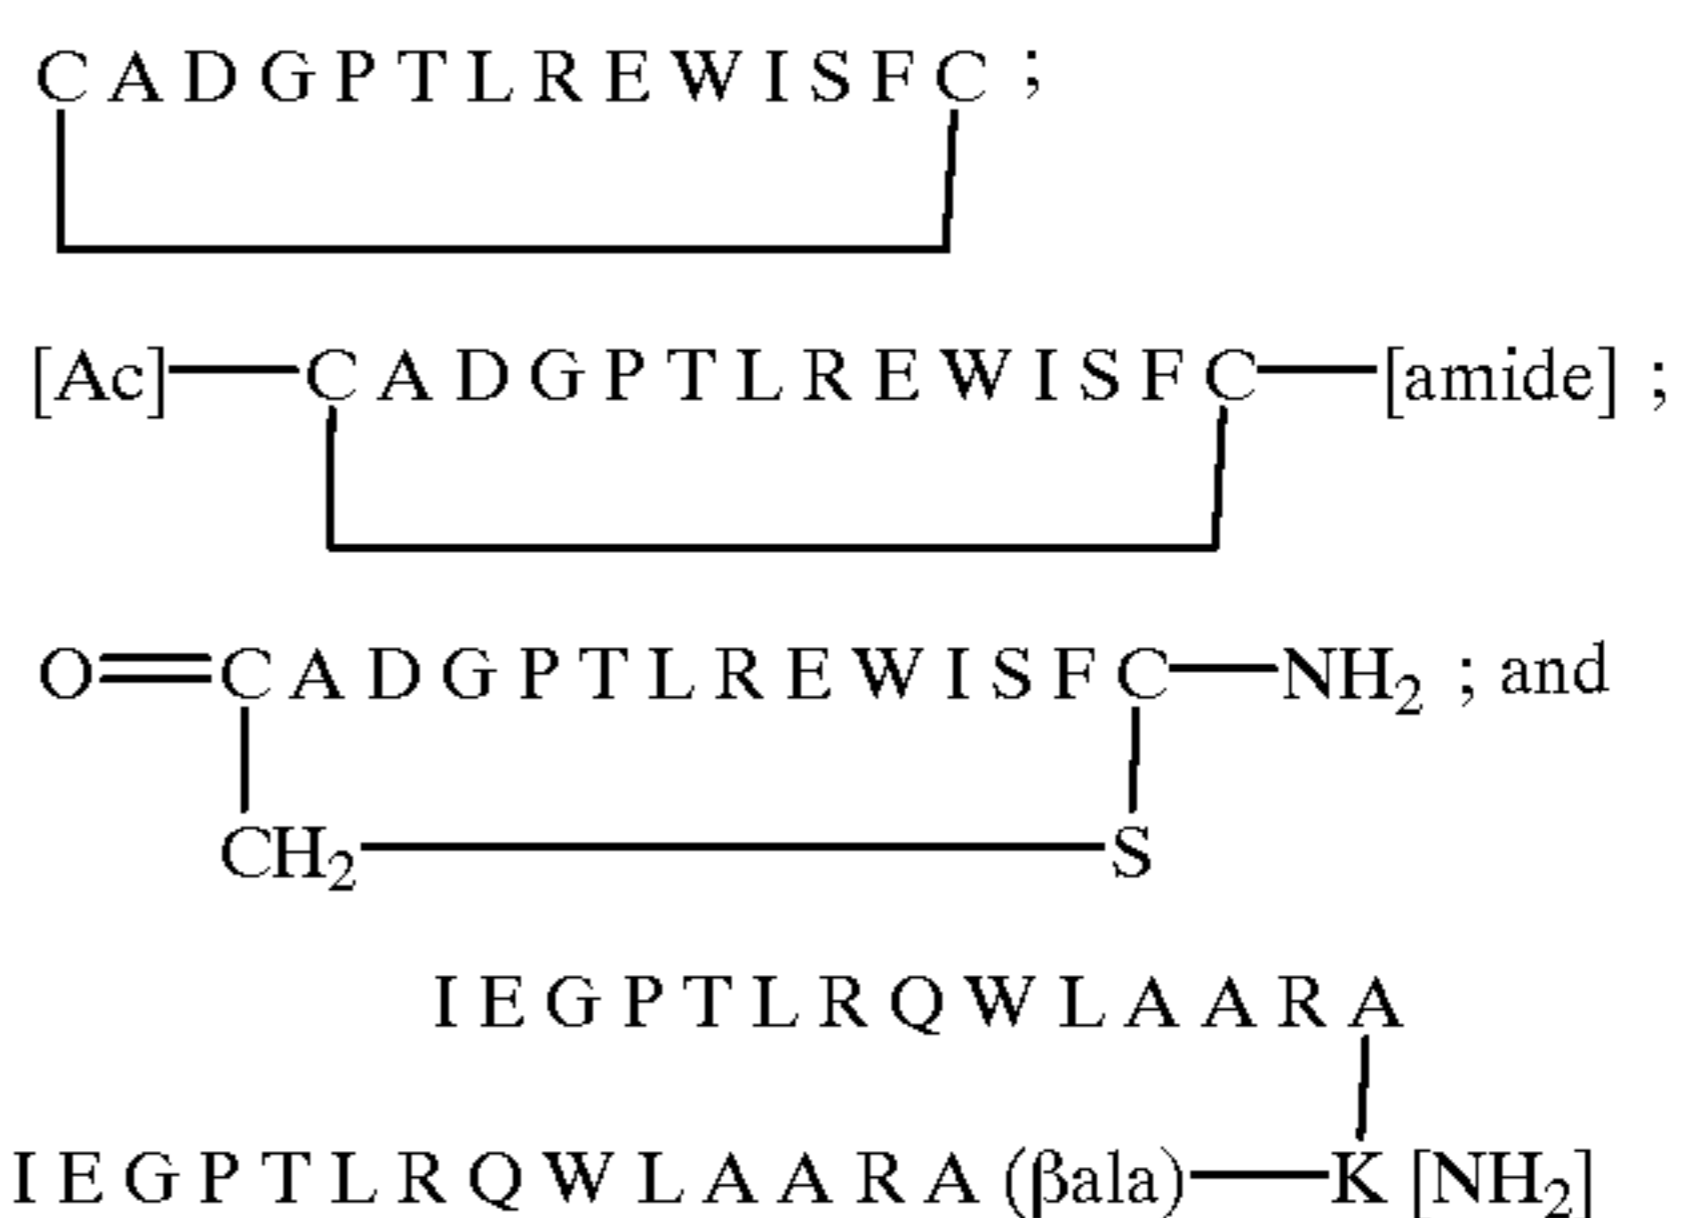 C A D G P T L R E W I S F C ;
[Ac]—C A D G P T L R E W I S F C—[amide] ;
O=C A D G P T L R E W I S F C—NH₂ ; and
CH₂—S
I E G P T L R Q W L A A R A
I E G P T L R Q W L A A R A (βala)—K [NH₂]